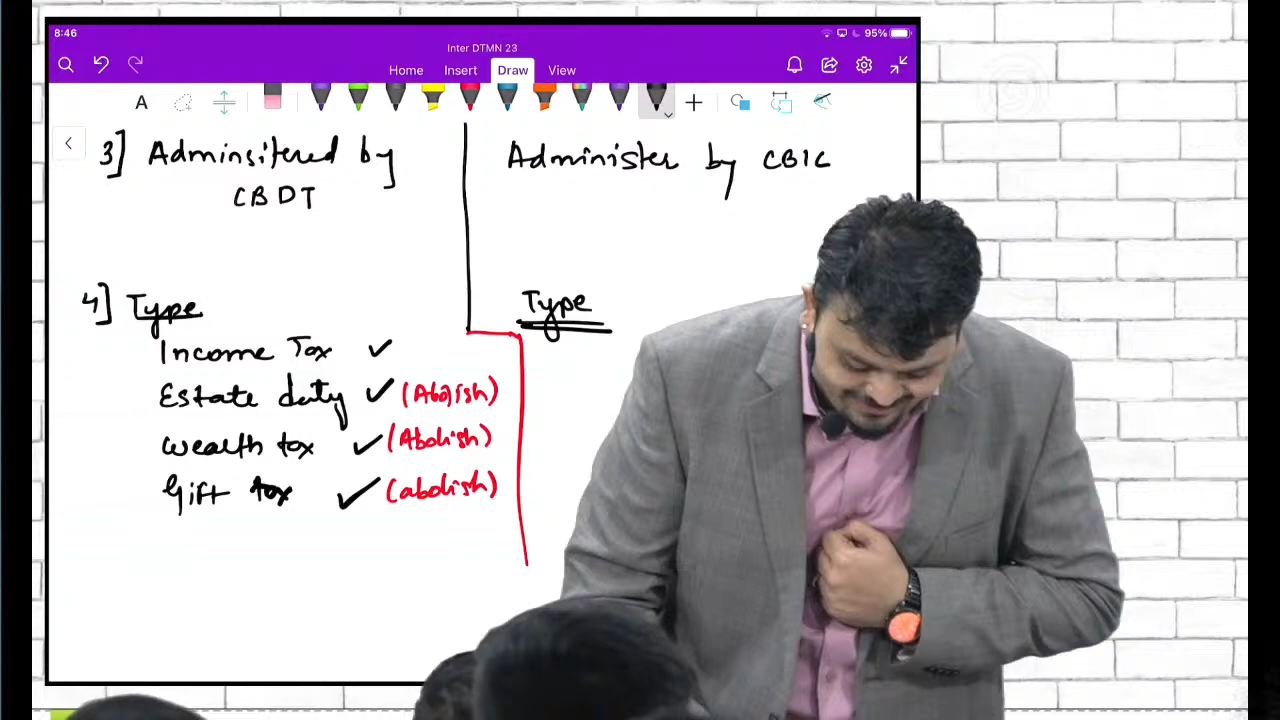 8:46
95%
Inter DTMN 23
Home Insert Draw View
A
3] Adminsitered by
CBDT
Administer by CBIC
4] Type
Income Tax ✓
Estate duty ✓ (Abolish)
Wealth tax ✓ (Abolish)
Gift tax ✓ (abolish)
Type